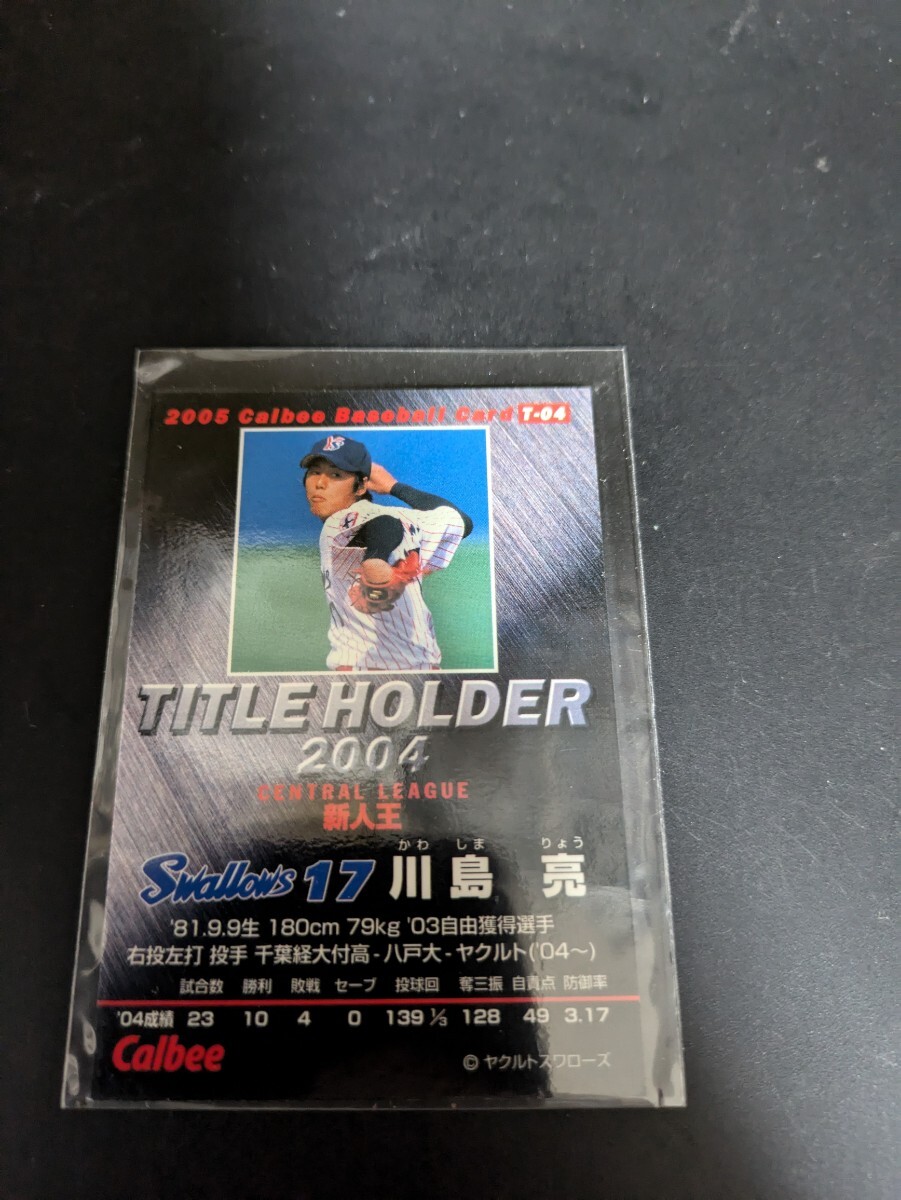 2005 Calbee Baseball Card T-04
TITLE HOLDER
2004
CENTRAL LEAGUE
新人王
かわ しま りょう
Swallows 17 川島 亮
'81.9.9生 180cm 79kg '03自由獲得選手
右投左打 投手 千葉経大付高-八戸大-ヤクルト('04〜)
試合数 勝利 敗戦 セーブ 投球回 奪三振 自責点 防御率
'04成績 23 10 4 0 139 1/3 128 49 3.17
Calbee ©ヤクルトスワローズ